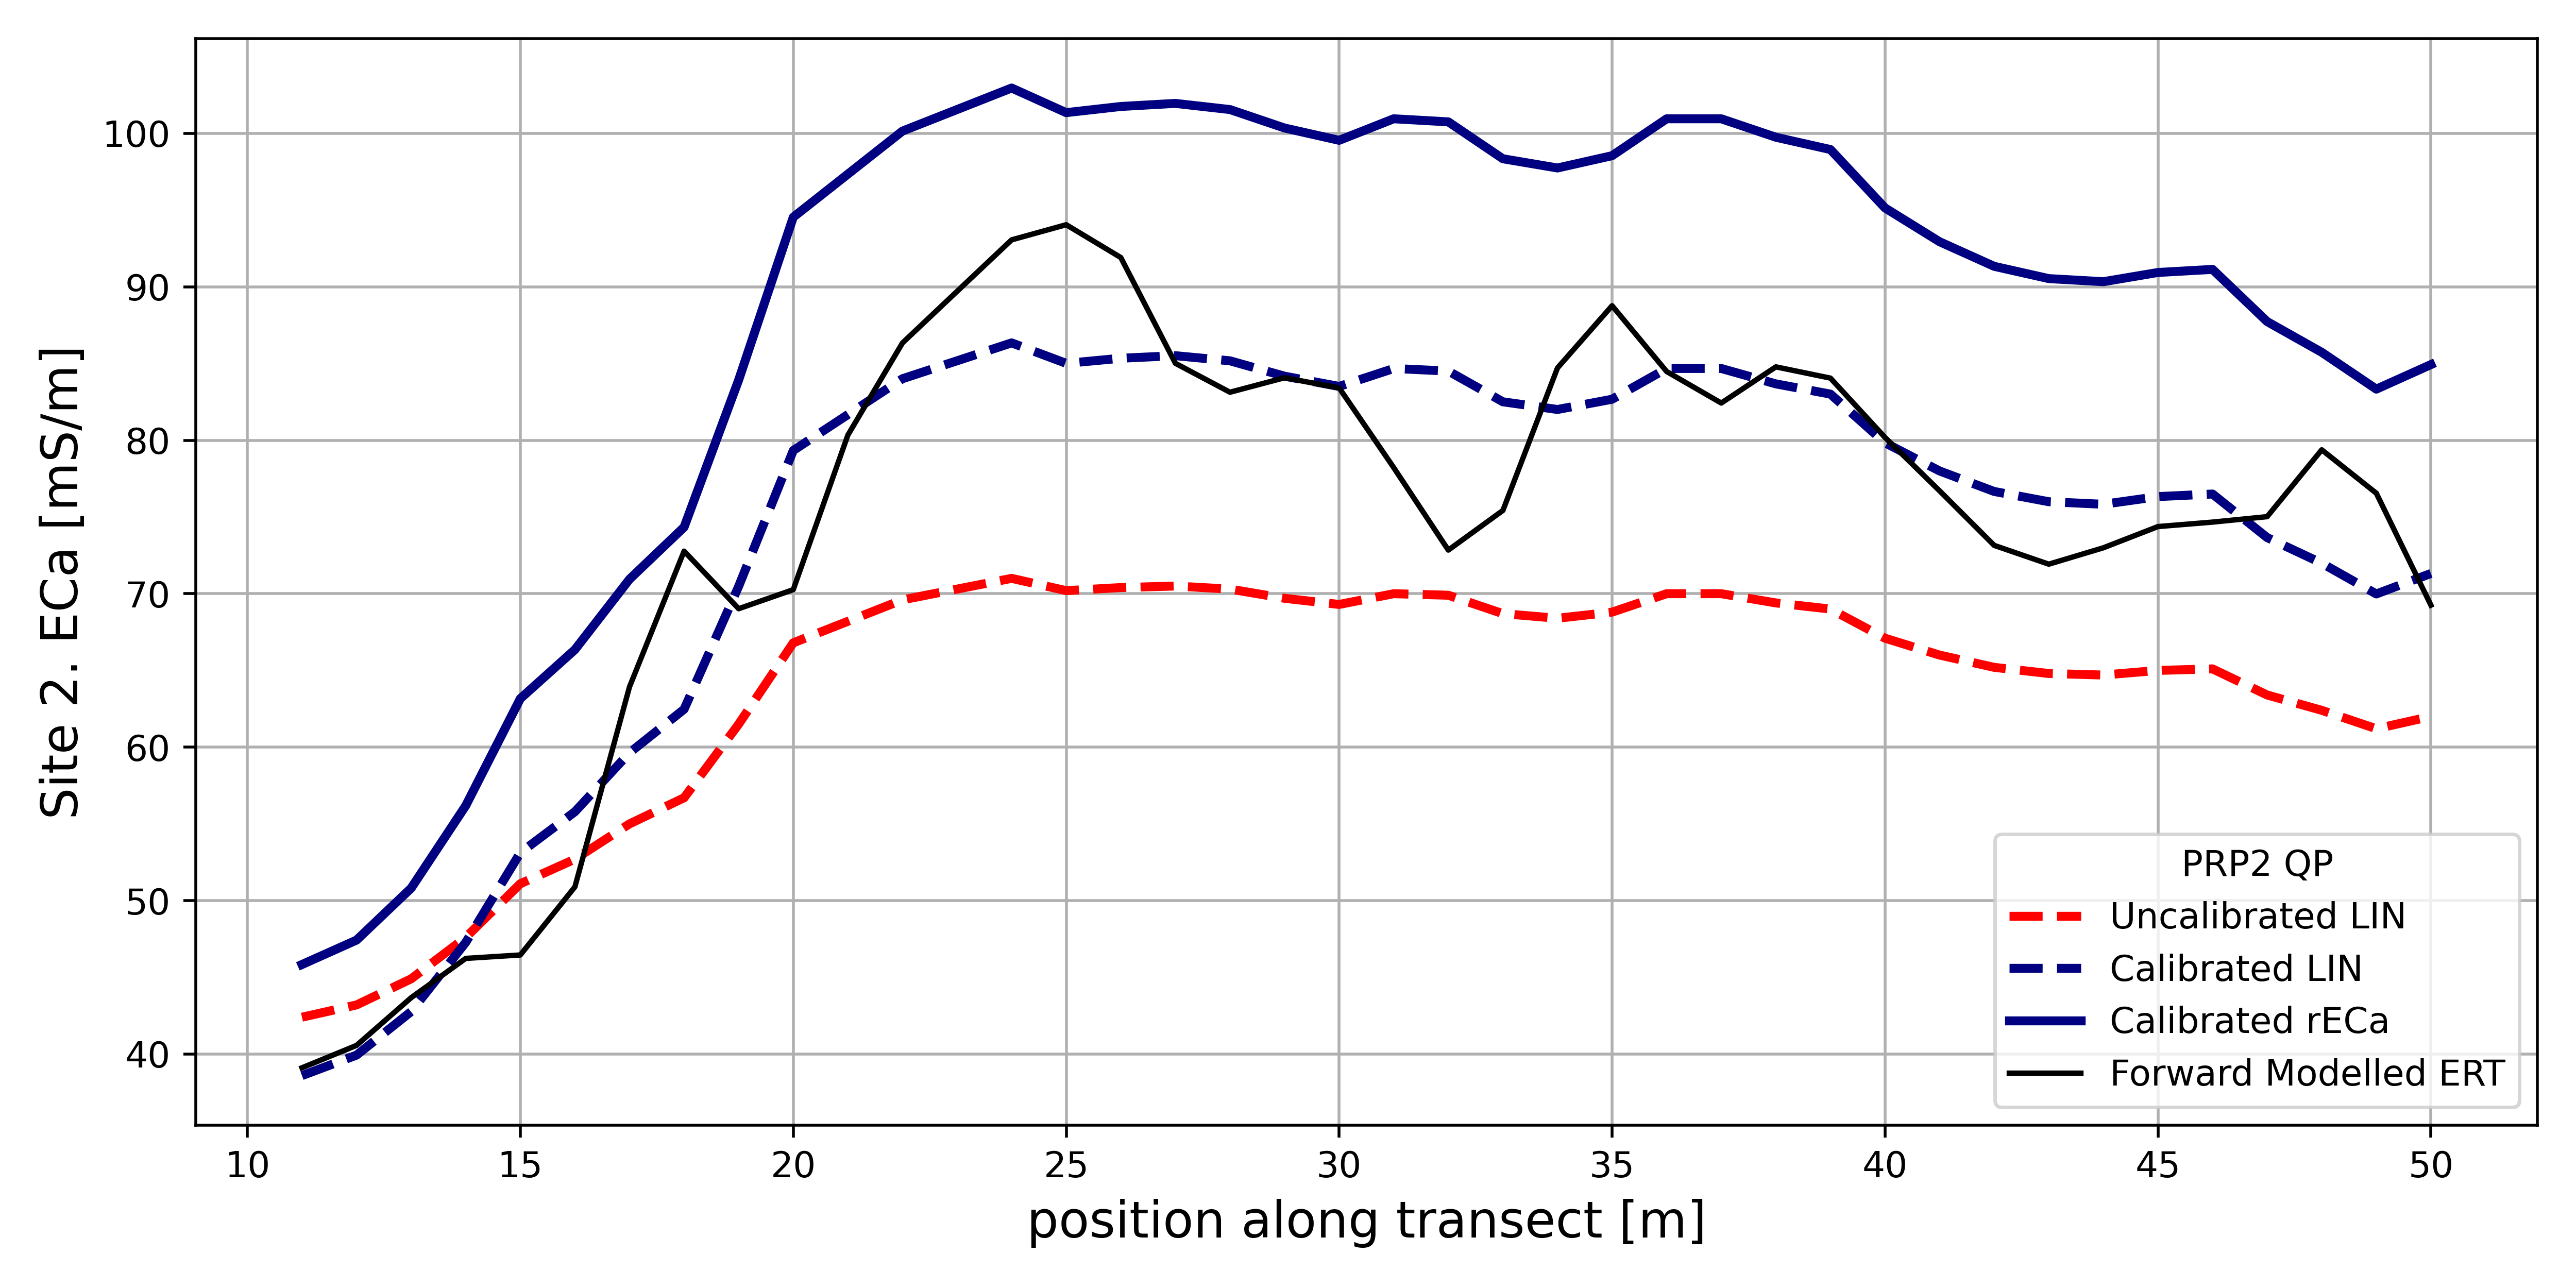 Site 2. ECa [mS/m]
100
90
80
70
60
50
40
10 15 20 25 30 35 40 45 50
position along transect [m]
PRP2 QP
Uncalibrated LIN
Calibrated LIN
Calibrated rECa
Forward Modelled ERT